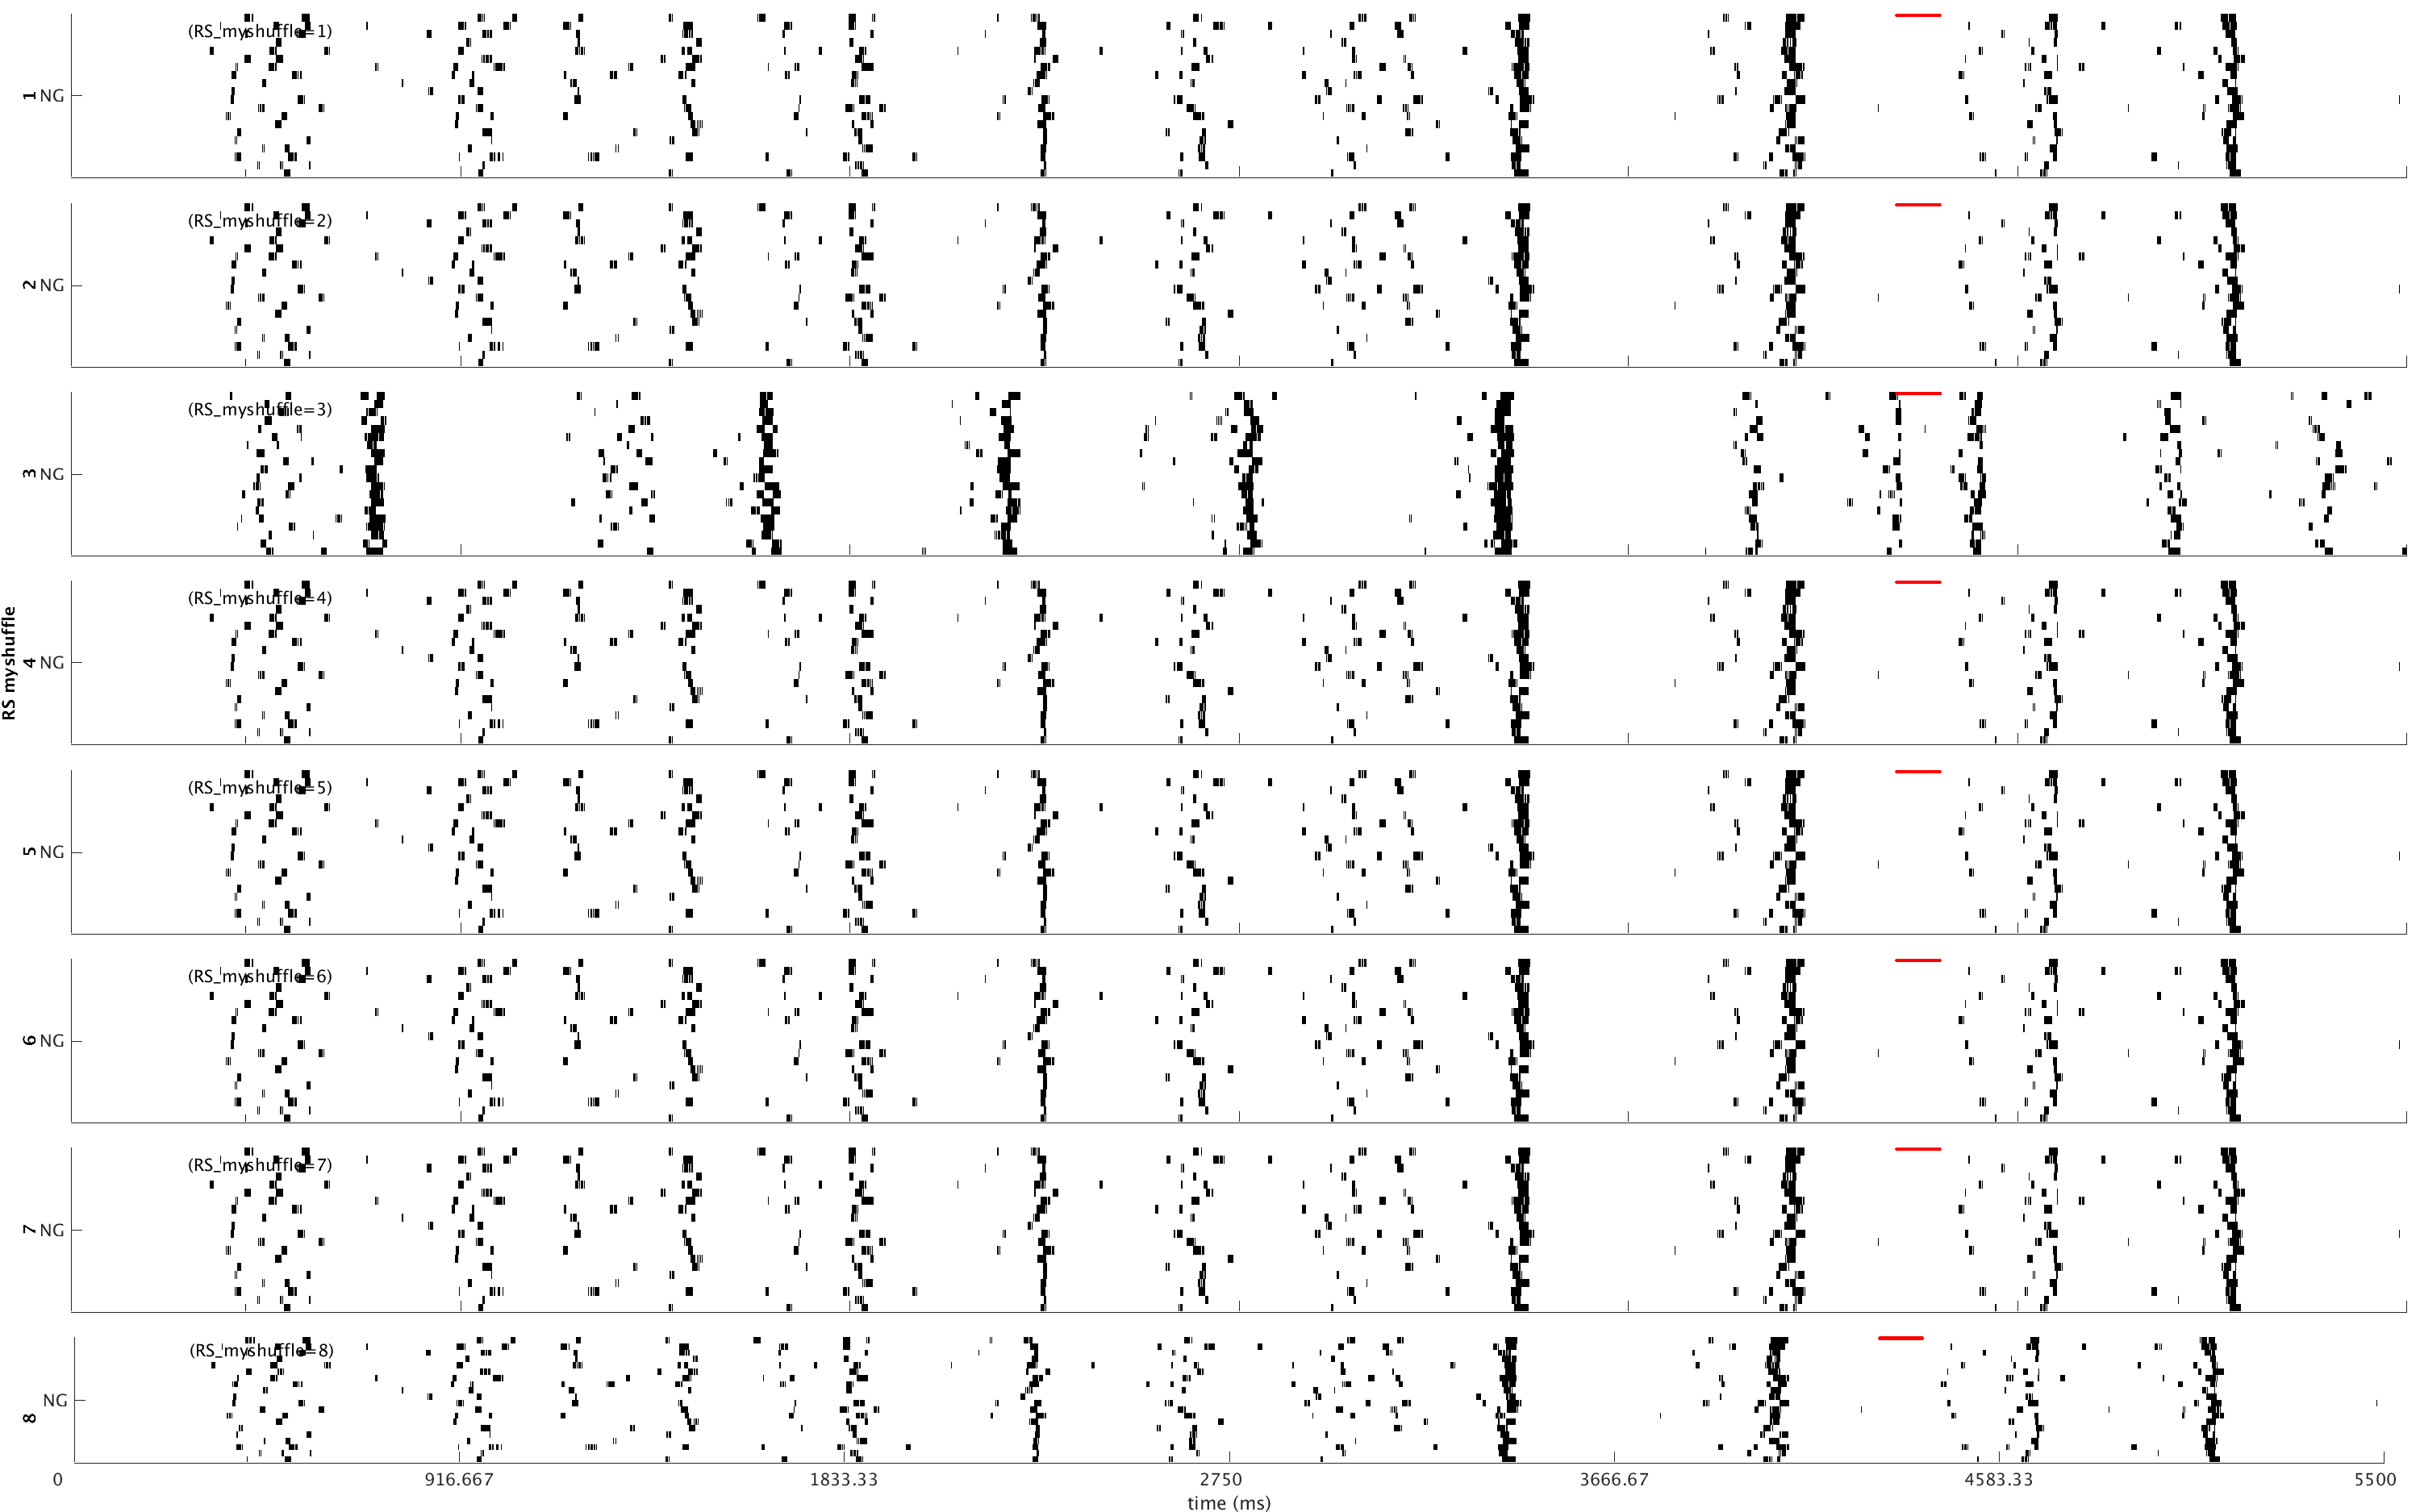 (RS_myshuffle=1)
1 NG
(RS_myshuffle=2)
2 NG
(RS_myshuffle=3)
3 NG
RS myshuffle
(RS_myshuffle=4)
4 NG
(RS_myshuffle=5)
5 NG
(RS_myshuffle=6)
6 NG
(RS_myshuffle=7)
7 NG
(RS_myshuffle=8)
8 NG
0 916.667 1833.33 2750 3666.67 4583.33 5500
time (ms)